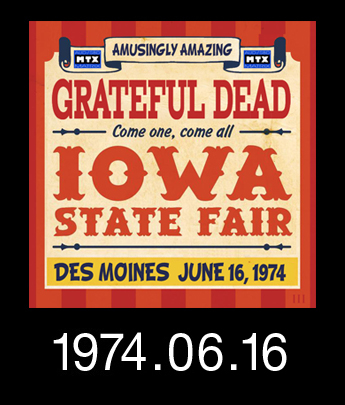 AMUSINGLY AMAZING
MTX MTX
GRATEFUL DEAD
Come one, come all
IOWA
STATE FAIR
DES MOINES JUNE 16, 1974
111
1974.06.16